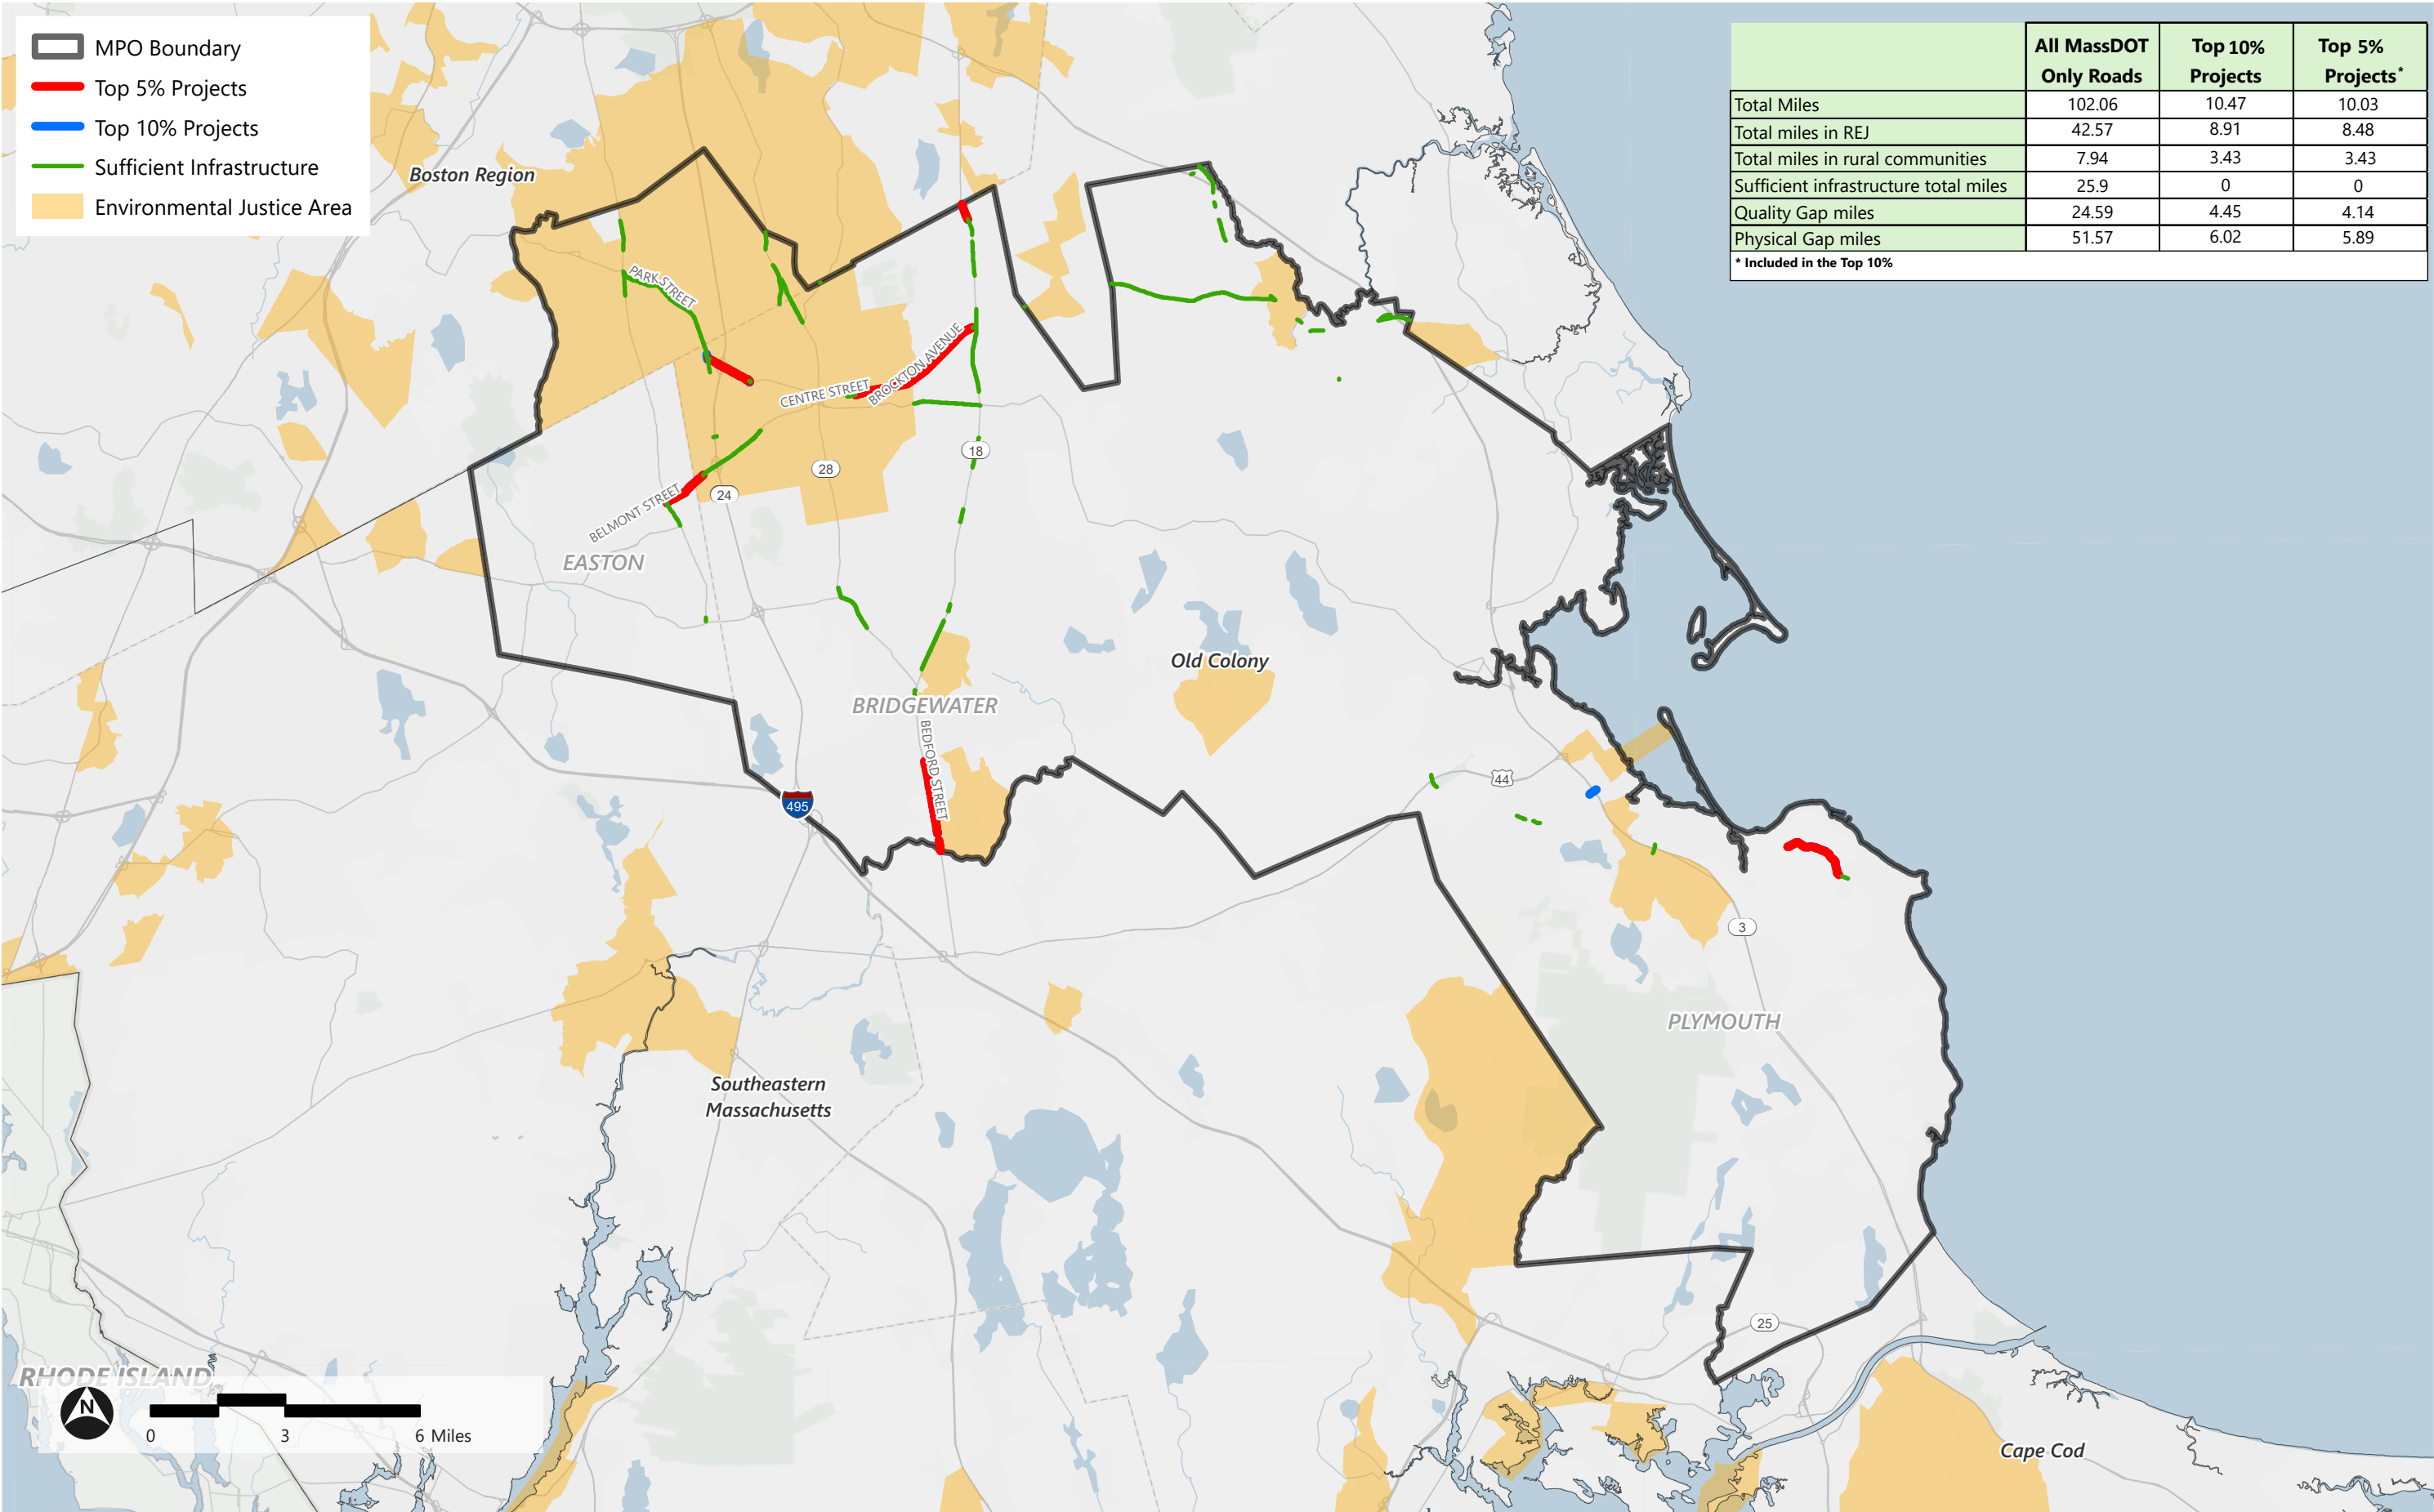 MPO Boundary
Top 5% Projects
Top 10% Projects
Sufficient Infrastructure
Environmental Justice Area
All MassDOT Only Roads Top 10% Projects Top 5% Projects*
Total Miles 102.06 10.47 10.03
Total miles in REJ 42.57 8.91 8.48
Total miles in rural communities 7.94 3.43 3.43
Sufficient infrastructure total miles 25.9 0 0
Quality Gap miles 24.59 4.45 4.14
Physical Gap miles 51.57 6.02 5.89
* Included in the Top 10%
Boston Region
PARK STREET
CENTRE STREET
BROCKTON AVENUE
18
28
24
BELMONT STREET
EASTON
Old Colony
BRIDGEWATER
BEDFORD STREET
44
495
3
PLYMOUTH
Southeastern
Massachusetts
25
RHODE ISLAND
N
0 3 6 Miles
Cape Cod